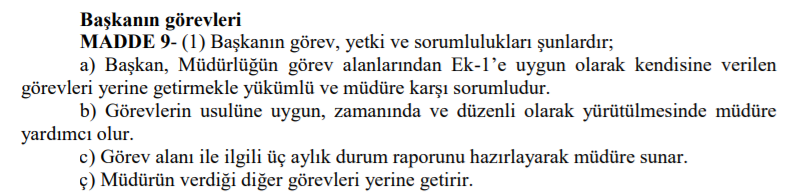 Başkanın görevleri
MADDE 9- (1) Başkanın görev, yetki ve sorumlulukları şunlardır;
a) Başkan, Müdürlüğün görev alanlarından Ek-1’e uygun olarak kendisine verilen
görevleri yerine getirmekle yükümlü ve müdüre karşı sorumludur.
b) Görevlerin usulüne uygun, zamanında ve düzenli olarak yürütülmesinde müdüre
yardımcı olur.
c) Görev alanı ile ilgili üç aylık durum raporunu hazırlayarak müdüre sunar.
ç) Müdürün verdiği diğer görevleri yerine getirir.